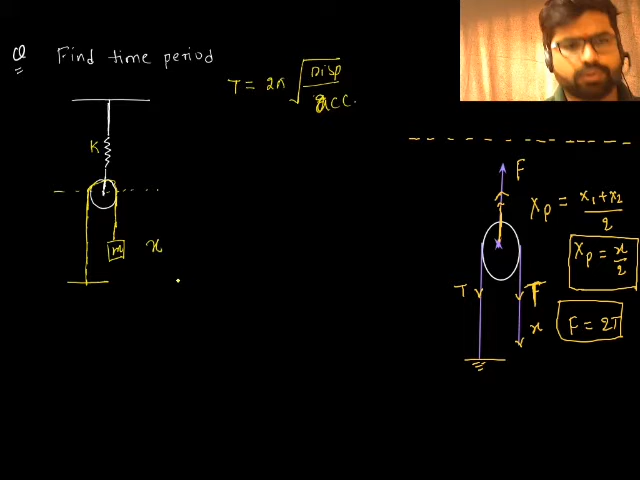 Q Find time period
T = 2π √(Disp / acc.)
K
m
x
F
T
T
x
Xp = x₁+x₂ / 2
Xp = x / 2
F = 2T